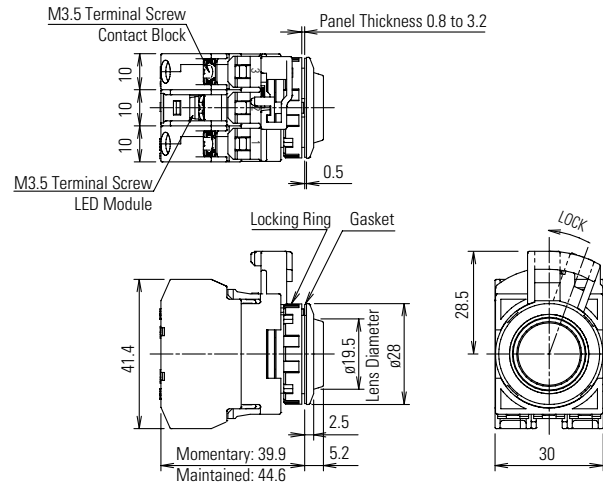 M3.5 Terminal Screw
Contact Block
Panel Thickness 0.8 to 3.2
10
10
10
3
1
0.5
M3.5 Terminal Screw
LED Module
Locking Ring
Gasket
LOCK
28.5
41.4
ø19.5
Lens Diameter
ø28
2.5
5.2
Momentary: 39.9
Maintained: 44.6
30